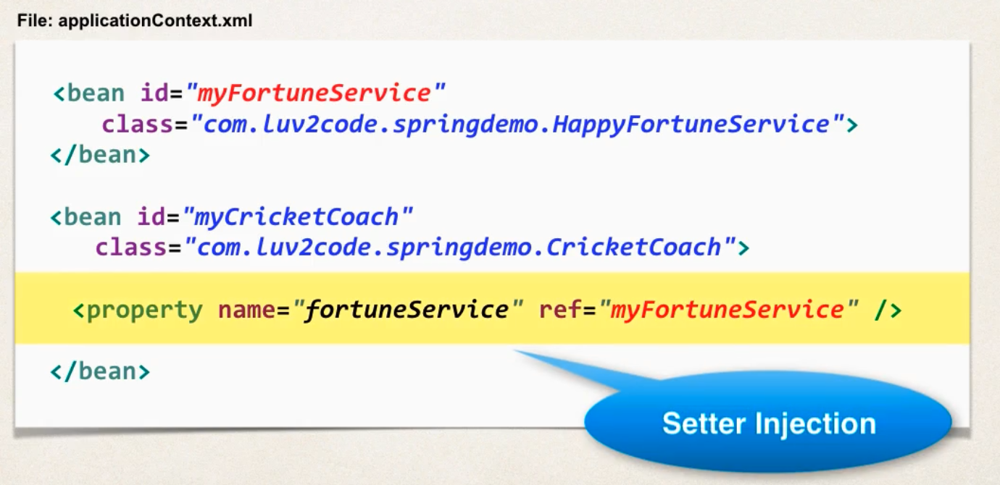 File: applicationContext.xml
<bean id="myFortuneService"
class="com.luv2code.springdemo.HappyFortuneService">
</bean>
<bean id="myCricketCoach"
class="com.luv2code.springdemo.CricketCoach">
<property name="fortuneService" ref="myFortuneService" />
</bean>
Setter Injection